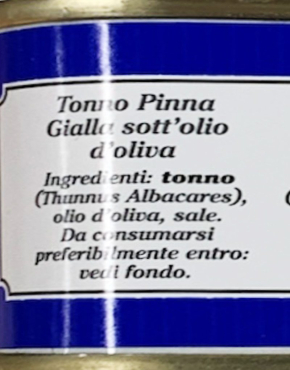 Tonno Pinna
Gialla sott'olio
d'oliva
Ingredienti: tonno
(Thunnus Albacares),
olio d'oliva, sale.
Da consumarsi
preferibilmente entro:
vedi fondo.